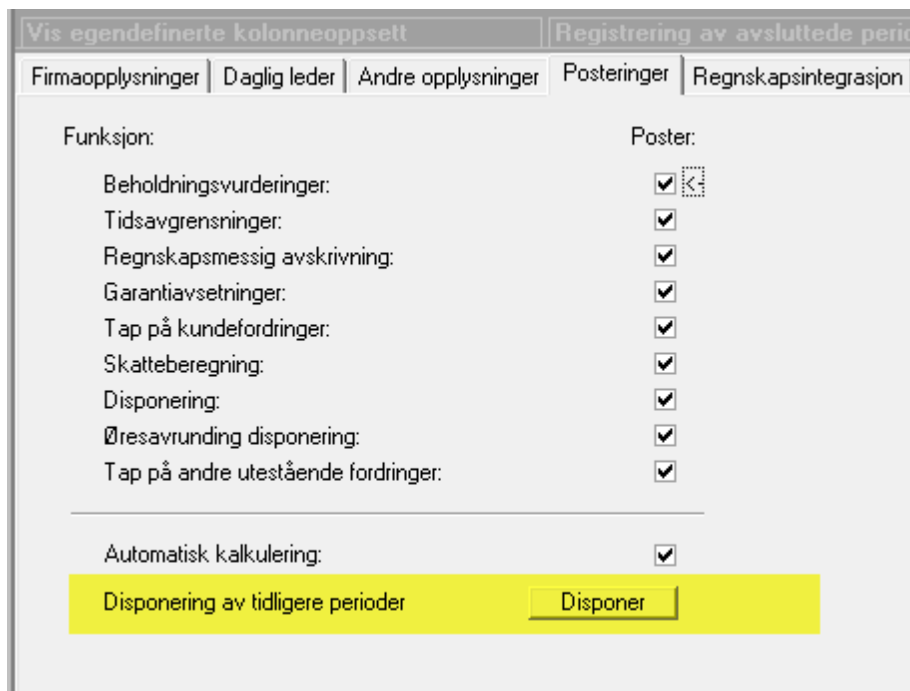 Vis egendefinerte kolonneoppsett Registrering av avsluttede
Firmaopplysninger Daglig leder Andre opplysninger Posteringer Regnskapsintegrasjon
Funksjon: Poster:
Beholdningsvurderinger: <-
Tidsavgrensninger:
Regnskapsmessig avskrivning:
Garantiavsetninger:
Tap på kundefordringer:
Skatteberegning:
Disponering:
Øresavrunding disponering:
Tap på andre utestående fordringer:
Automatisk kalkulering:
Disponering av tidligere perioder Disponer